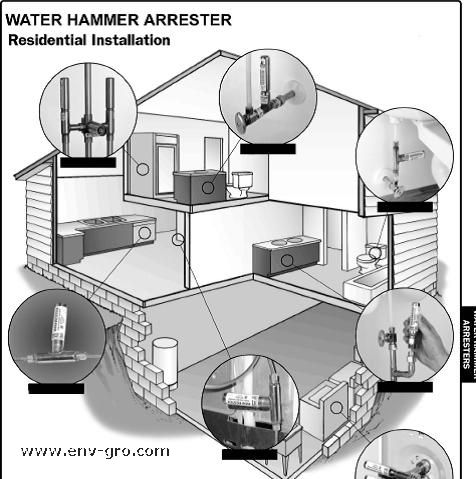 WATER HAMMER ARRESTER
Residential Installation
ARRESTERS
www.env-gro.com